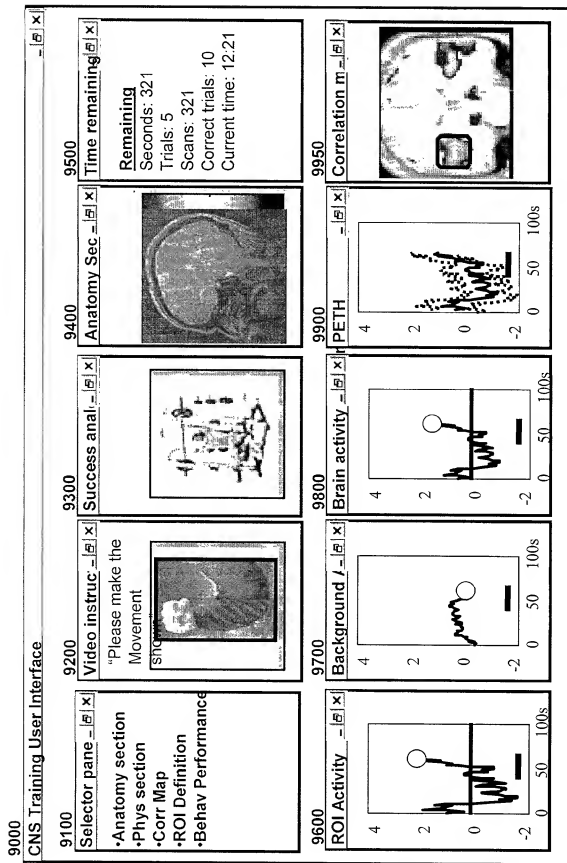 9000
CNS Training User Interface
9100
Selector pane
•Anatomy section
•Phys section
•Corr Map
•ROI Definition
•Behav Performance
9200
Video instruc
"Please make the
Movement
9300
Success anal
9400
Anatomy Sec
9500
Time remaining
Remaining
Seconds: 321
Trials: 5
Scans: 321
Correct trials: 10
Current time: 12:21
9600
ROI Activity
4
2
0
-2
0
50
100s
9700
Background
4
2
0
-2
0
50
100s
9800
Brain activity
4
2
0
-2
0
50
100s
9900
PETH
4
2
0
-2
0
50
100s
9950
Correlation m